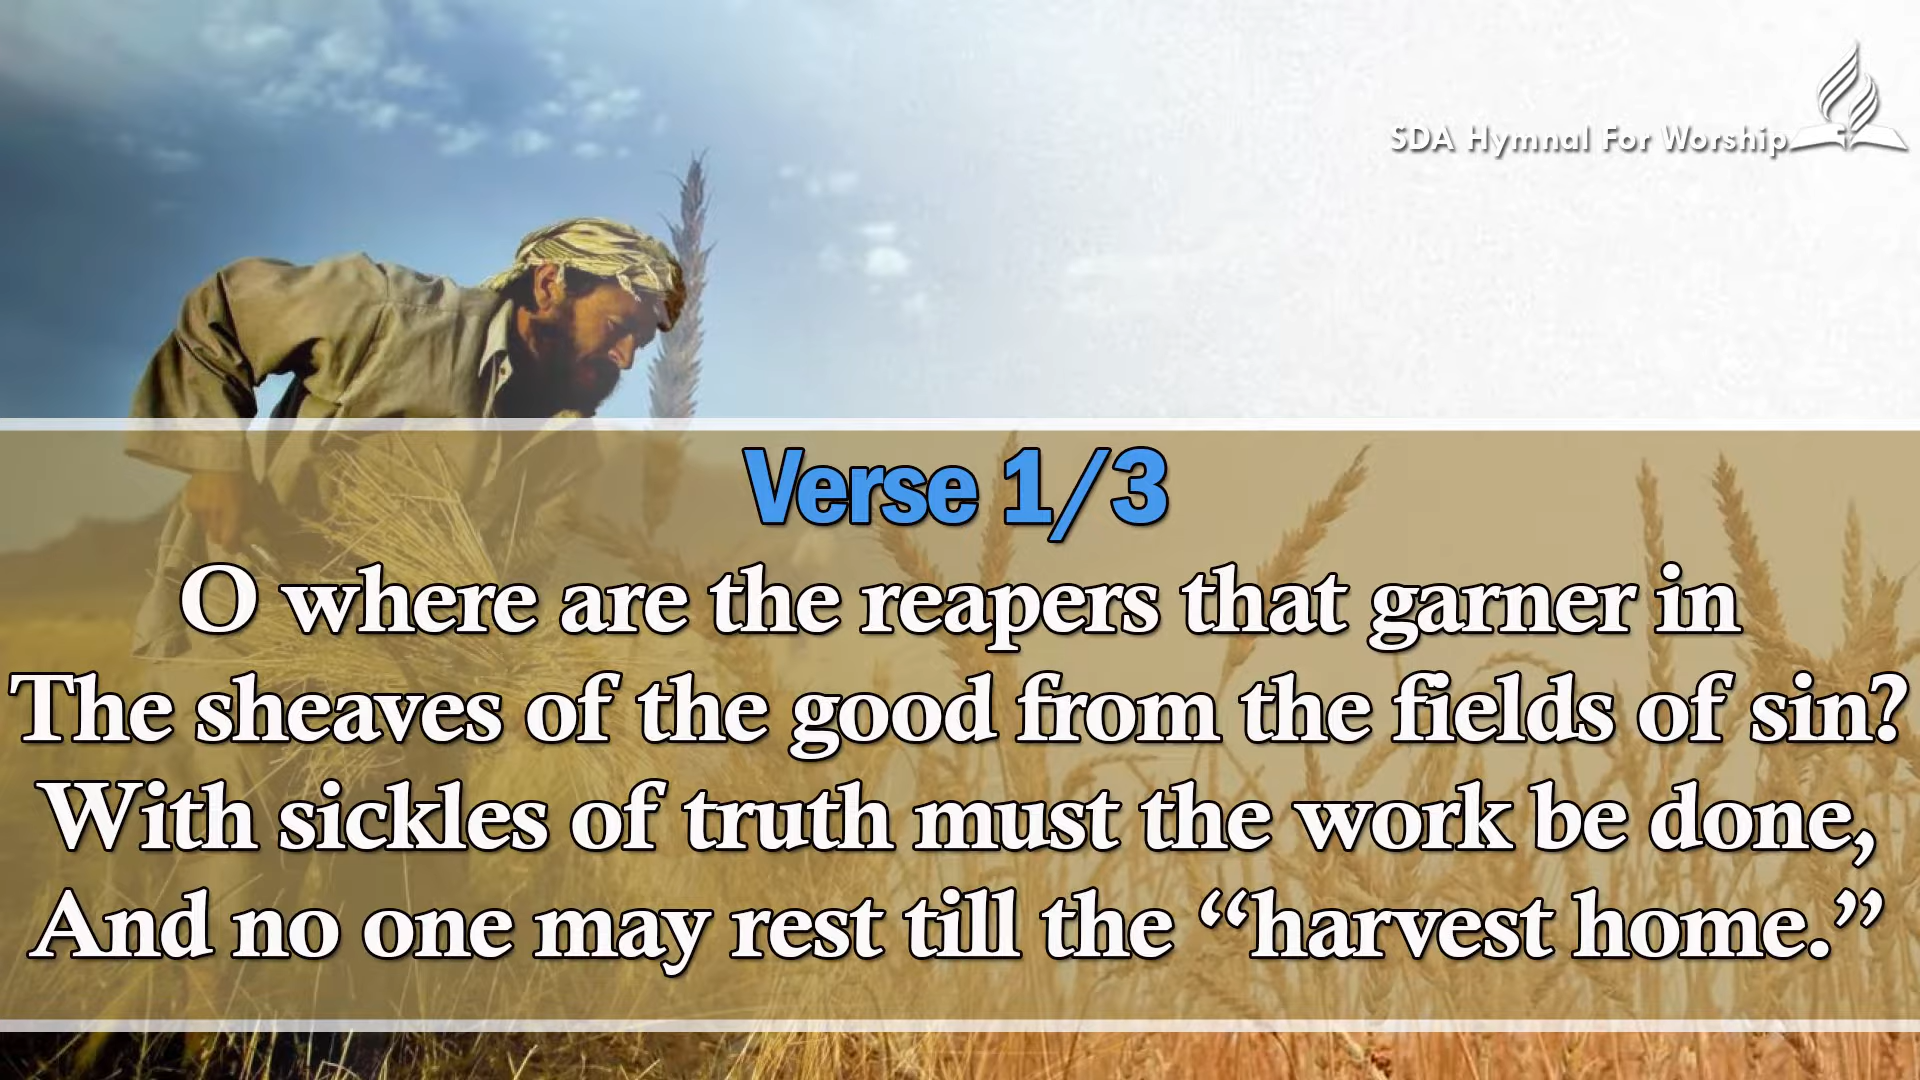 SDA Hymnal For Worship
Verse 1/3
O where are the reapers that garner in
The sheaves of the good from the fields of sin?
With sickles of truth must the work be done,
And no one may rest till the “harvest home.”